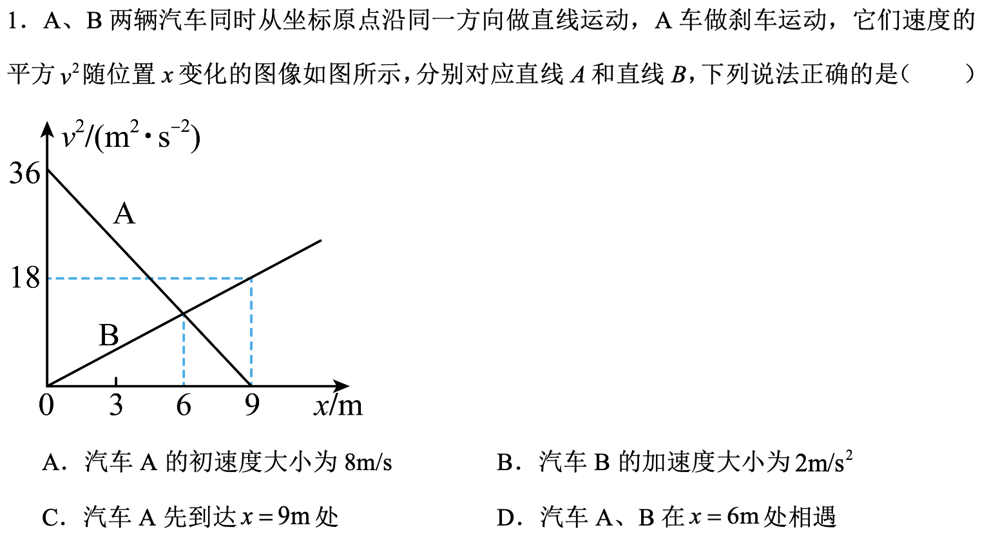 1．A、B 两辆汽车同时从坐标原点沿同一方向做直线运动，A 车做刹车运动，它们速度的
平方 v²随位置 x 变化的图像如图所示，分别对应直线 A 和直线 B，下列说法正确的是（　　）
v²/(m²·s⁻²)
36
A
18
B
0 3 6 9 x/m
A．汽车 A 的初速度大小为 8m/s B．汽车 B 的加速度大小为 2m/s²
C．汽车 A 先到达 x = 9m 处 D．汽车 A、B 在 x = 6m 处相遇